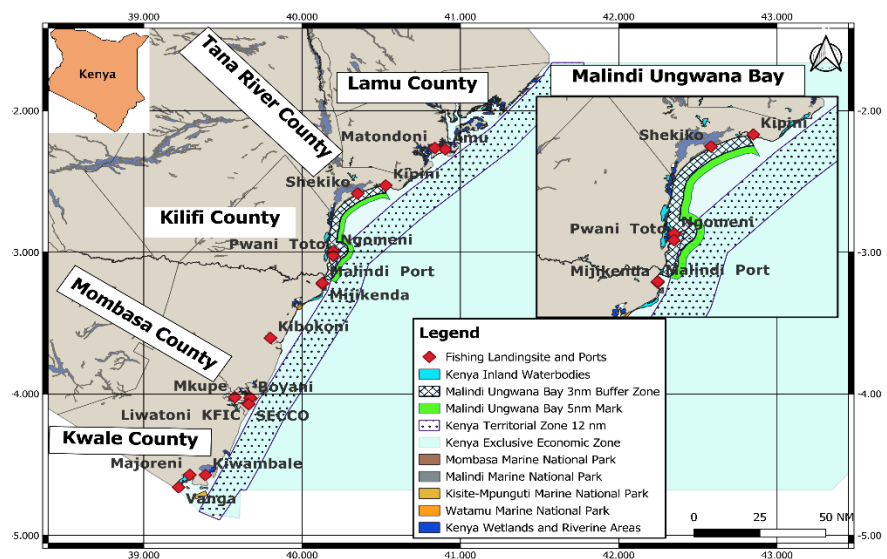 39.000 40.000 41.000 42.000 43.000
Kenya
Tana River County
Lamu County
Malindi Ungwana Bay
-2.000
-2.000
Matondoni
Shekiko
Kipini
Shekiko
Kipini
Kilifi County
Pwani Toto
Ngomeni
Pwani Toto
Ngomeni
-3.000
-3.000
Malindi Port
Mijikenda
Mijikenda
Malindi Port
Mombasa County
Kibokoni
Legend
Fishing Landingsite and Ports
Kenya Inland Waterbodies
Malindi Ungwana Bay 3nm Buffer Zone
Malindi Ungwana Bay 5nm Mark
Kenya Territorial Zone 12 nm
Kenya Exclusive Economic Zone
Mombasa Marine National Park
Malindi Marine National Park
Kisite-Mpunguti Marine National Park
Watamu Marine National Park
Kenya Wetlands and Riverine Areas
Mkupe
Boyani
-4.000
-4.000
Liwatoni KFIC
SECCO
Kwale County
Majoreni
Kiwambale
Vanga
0 25 50 NM
-5.000
-5.000
39.000 40.000 41.000 42.000 43.000